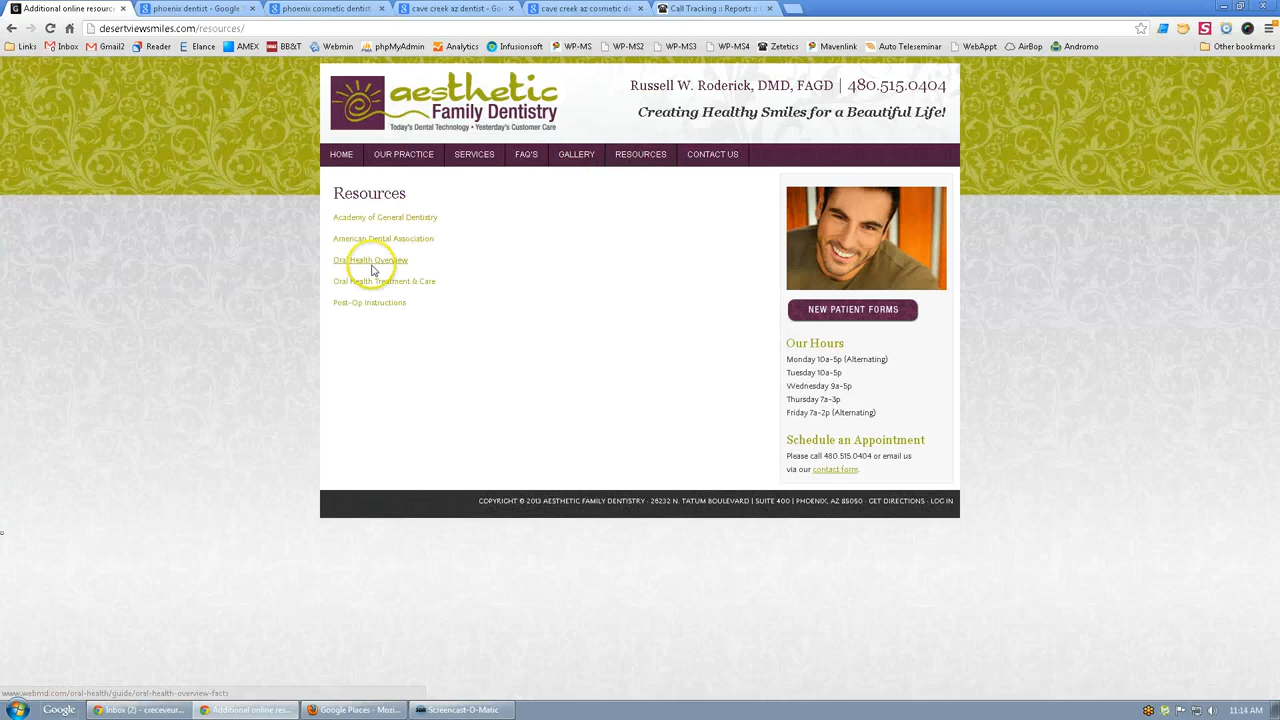 Additional online resourc
phoenix dentist - Google S
phoenix cosmetic dentist
cave creek az dentist - Go
cave creek az cosmetic de
Call Tracking :: Reports ::
desertviewsmiles.com/resources/
Links
Inbox
Gmail2
Reader
Elance
AMEX
BB&T
Webmin
phpMyAdmin
Analytics
Infusionsoft
WP-MS
WP-MS2
WP-MS3
WP-MS4
Zetetics
Mavenlink
Auto Teleseminar
WebAppt
AirBop
Andromo
Other bookmarks
aesthetic
Family Dentistry
Today's Dental Technology • Yesterday's Customer Care
Russell W. Roderick, DMD, FAGD | 480.515.0404
Creating Healthy Smiles for a Beautiful Life!
HOME
OUR PRACTICE
SERVICES
FAQ'S
GALLERY
RESOURCES
CONTACT US
Resources
Academy of General Dentistry
American Dental Association
Oral Health Overview
Oral Health Treatment & Care
Post-Op Instructions
NEW PATIENT FORMS
Our Hours
Monday 10a-5p (Alternating)
Tuesday 10a-5p
Wednesday 9a-5p
Thursday 7a-3p
Friday 7a-2p (Alternating)
Schedule an Appointment
Please call 480.515.0404 or email us
via our contact form.
COPYRIGHT © 2013 AESTHETIC FAMILY DENTISTRY · 26232 N. TATUM BOULEVARD | SUITE 400 | PHOENIX, AZ 85050 · GET DIRECTIONS · LOG IN
www.webmd.com/oral-health/guide/oral-health-overview-facts
Google
Inbox (2) - creceveur...
Additional online res...
Google Places - Mozi...
Screencast-O-Matic
11:14 AM